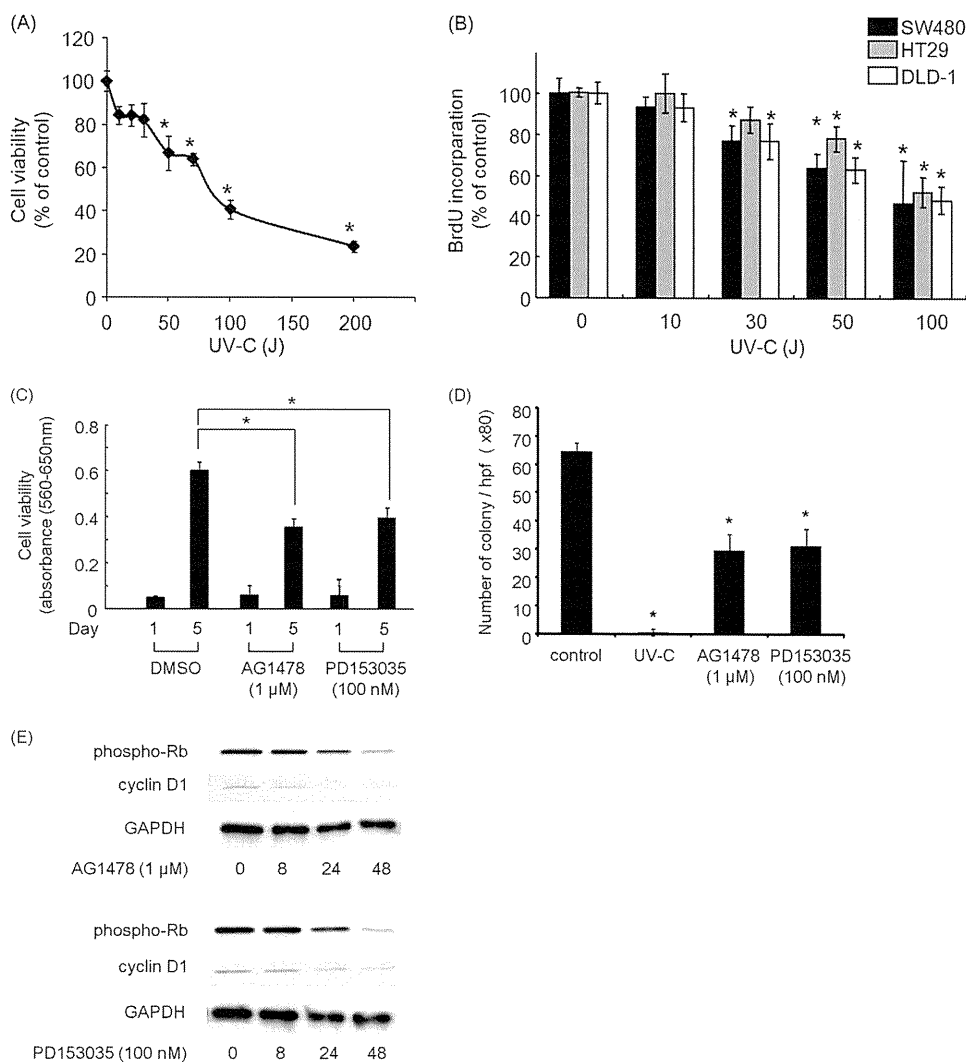 (A)
Cell viability
(% of control)
120
100
80
60
40
20
0
* * * *
0 50 100 150 200
UV-C (J)
(B)
SW480
HT29
DLD-1
BrdU incorparation
(% of control)
120
100
80
60
40
20
0
* * * * * * * *
0 10 30 50 100
UV-C (J)
(C)
Cell viability
(absorbance (560-650nm)
0.8
0.6
0.4
0.2
0
*
*
Day 1 5 1 5 1 5
DMSO AG1478 PD153035
(1 µM) (100 nM)
(D)
Number of colony / hpf ( x80)
80
70
60
50
40
30
20
10
0
* * *
control UV-C AG1478 PD153035
(1 µM) (100 nM)
(E)
phospho-Rb
cyclin D1
GAPDH
AG1478 (1 µM) 0 8 24 48
phospho-Rb
cyclin D1
GAPDH
PD153035 (100 nM) 0 8 24 48